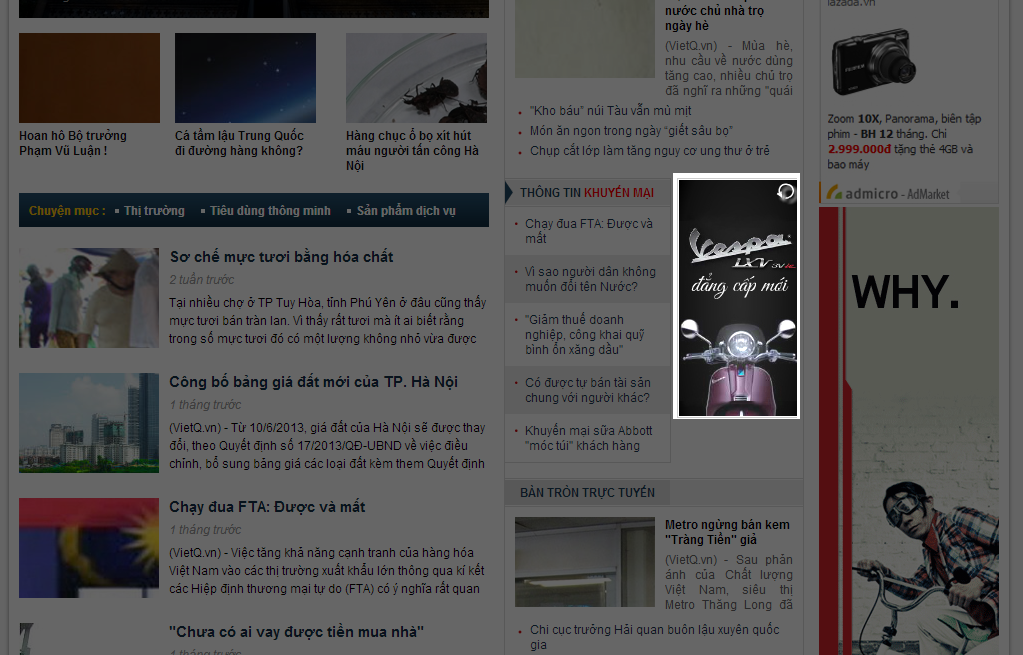 lazada.vn
nước chủ nhà trọ
ngày hè
(VietQ.vn) - Mùa hè,
nhu cầu về nước dùng
tăng cao, nhiều chủ trọ
đã nghĩ ra những "quái
Hoan hô Bộ trưởng
Phạm Vũ Luận !
Cá tầm lậu Trung Quốc
đi đường hàng không?
Hàng chục ổ bọ xít hút
máu người tấn công Hà
Nội
"Kho báu” núi Tàu vẫn mù mịt
Món ăn ngon trong ngày “giết sâu bọ”
Chụp cắt lớp làm tăng nguy cơ ung thư ở trẻ
FUJIFILM
Zoom 10X, Panorama, biên tập
phim - BH 12 tháng. Chỉ
2.999.000đ tặng thẻ 4GB và
bao máy
admicro - AdMarket
Chuyện mục : Thị trường Tiêu dùng thông minh Sản phẩm dịch vụ
Sơ chế mực tươi bằng hóa chất
2 tuần trước
Tại nhiều chợ ở TP Tuy Hòa, tỉnh Phú Yên ở đâu cũng thấy
mực tươi bán tràn lan. Vì thấy rất tươi mà ít ai biết rằng
trong số mực tươi đó có một lượng không nhỏ vừa được
Công bố bảng giá đất mới của TP. Hà Nội
1 tháng trước
(VietQ.vn) - Từ 10/6/2013, giá đất của Hà Nội sẽ được thay
đổi, theo Quyết định số 17/2013/QĐ-UBND về việc điều
chỉnh, bổ sung bảng giá các loại đất kèm them Quyết định
Chạy đua FTA: Được và mất
1 tháng trước
(VietQ.vn) - Việc tăng khả năng cạnh tranh của hàng hóa
Việt Nam vào các thị trường xuất khẩu lớn thông qua kí kết
các Hiệp định thương mại tự do (FTA) có ý nghĩa rất quan
"Chưa có ai vay được tiền mua nhà"
1 tháng trước
THÔNG TIN KHUYẾN MẠI
Chạy đua FTA: Được và
mất
Vì sao người dân không
muốn đổi tên Nước?
"Giảm thuế doanh
nghiệp, công khai quỹ
bình ổn xăng dầu"
Có được tự bán tài sản
chung với người khác?
Khuyến mại sữa Abbott
"móc túi" khách hàng
Vespa
LXV 3V i.e.
đẳng cấp mới
BÀN TRÒN TRỰC TUYẾN
Metro ngừng bán kem
"Tràng Tiền" giả
(VietQ.vn) - Sau phản
ánh của Chất lượng
Việt Nam, siêu thị
Metro Thăng Long đã
Chi cục trưởng Hải quan buôn lậu xuyên quốc
gia
WHY.